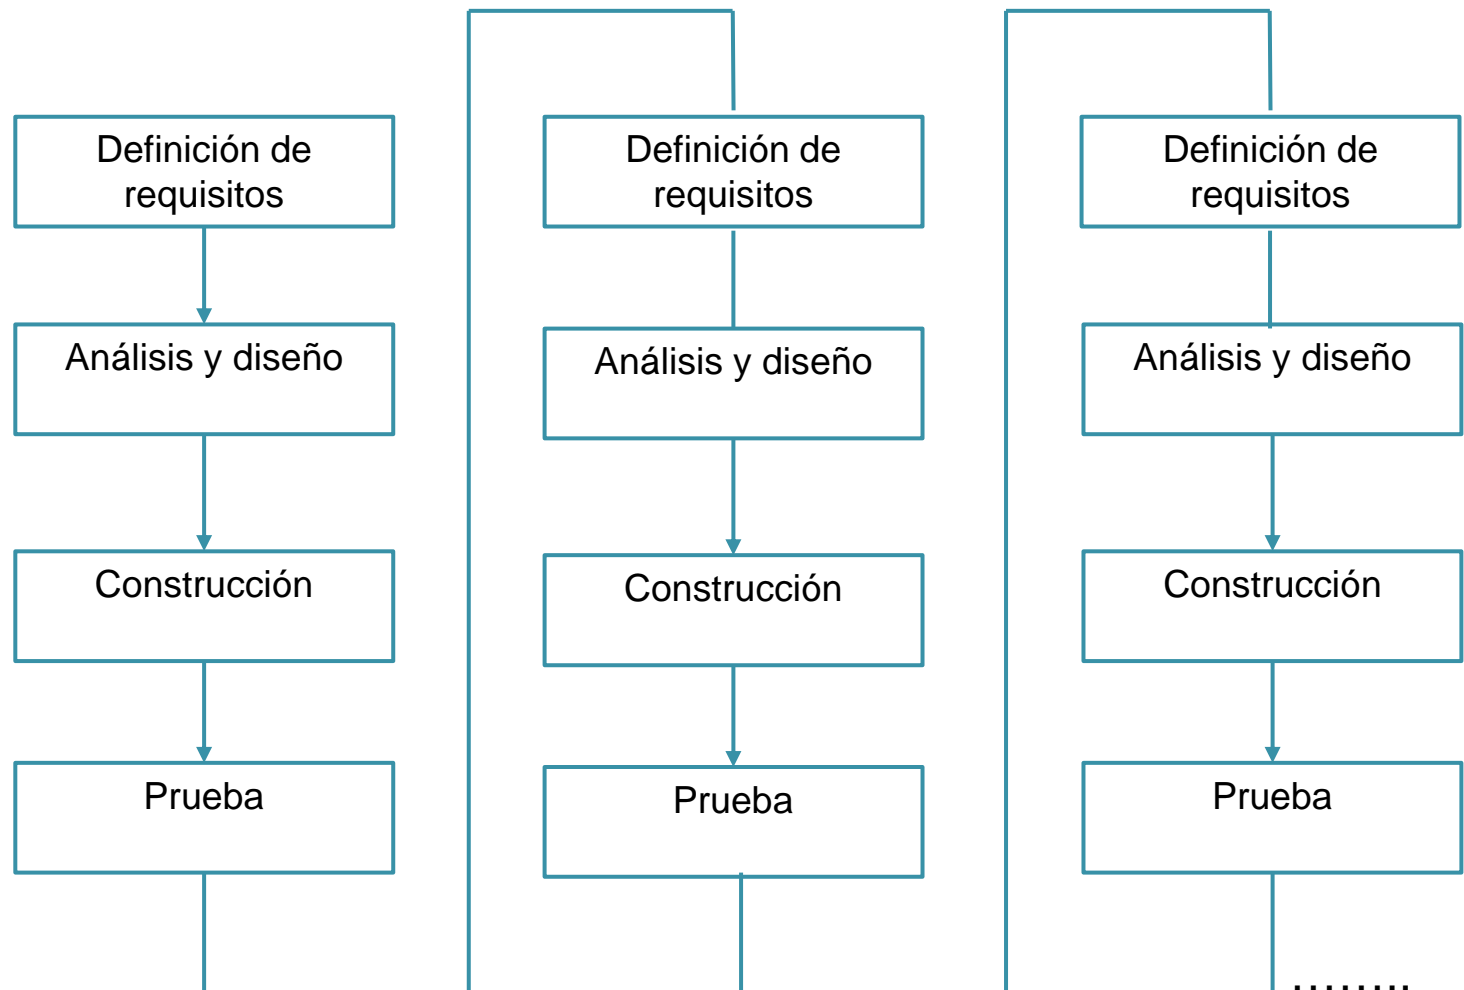 Definición de
requisitos
Análisis y diseño
Construcción
Prueba
Definición de
requisitos
Análisis y diseño
Construcción
Prueba
Definición de
requisitos
Análisis y diseño
Construcción
Prueba
........